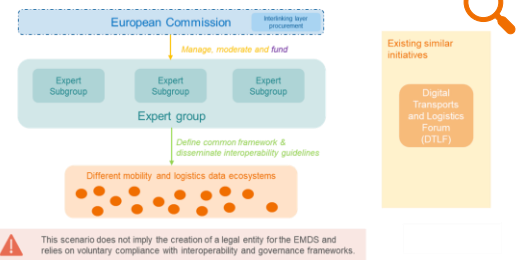 European Commission
Interlinking layer
procurement
Manage, moderate and fund
Expert
Subgroup
Expert
Subgroup
Expert
Subgroup
Expert group
Define common framework &
disseminate interoperability guidelines
Different mobility and logistics data ecosystems
Existing similar
initiatives
Digital
Transports
and Logistics
Forum
(DTLF)
This scenario does not imply the creation of a legal entity for the EMDS and
relies on voluntary compliance with interoperability and governance frameworks.